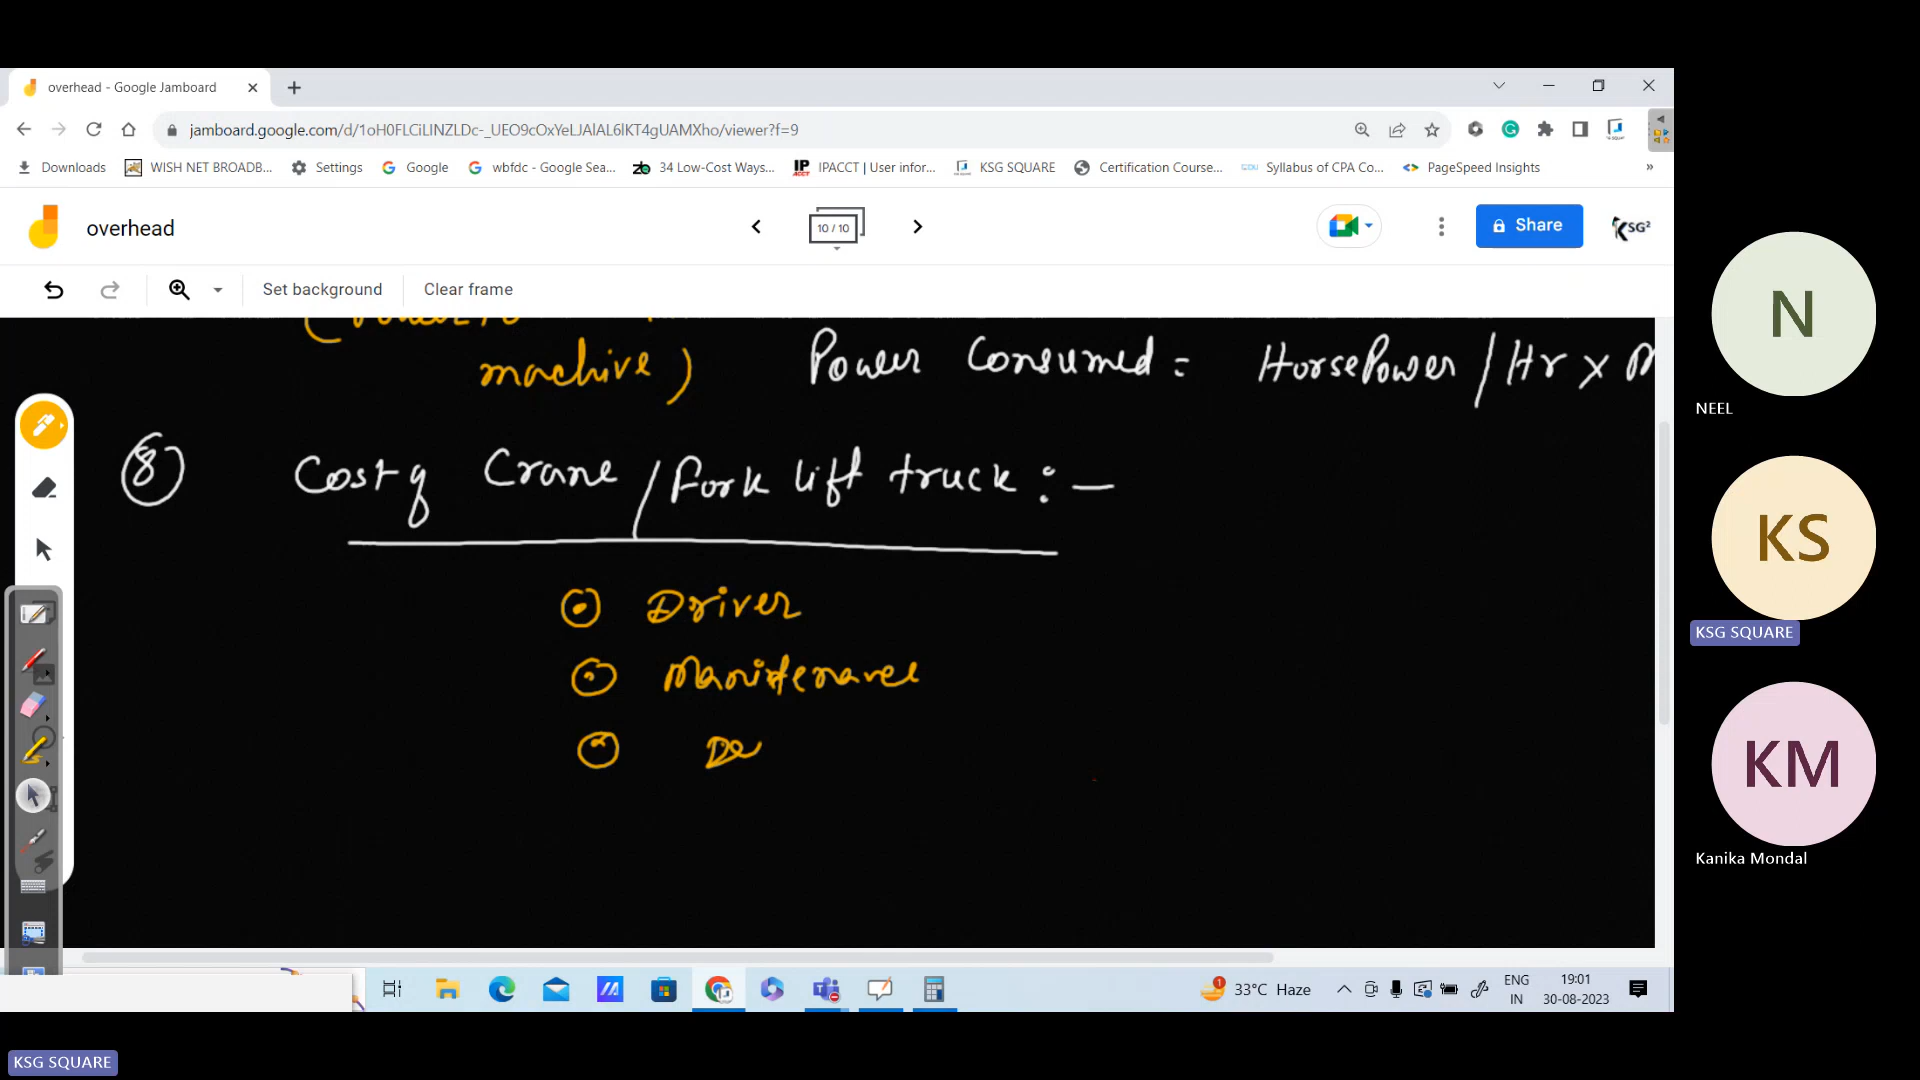 overhead - Google Jamboard
jamboard.google.com/d/1oH0FLCiLINZLDc-_UEO9cOxYeLJAlAL6lKT4gUAMXho/viewer?f=9
Downloads WISH NET BROADB... Settings Google wbfdc - Google Sea... 34 Low-Cost Ways... IPACCT | User infor... KSG SQUARE Certification Course... Syllabus of CPA Co... PageSpeed Insights »
overhead 10 / 10 Share KSG²
Set background Clear frame
machine) Power Consumed = HorsePower / Hr ×
8 Cost of Crane / Fork lift truck : —
Driver
Maintenance
De
33°C Haze ENG IN 19:01 30-08-2023
N
NEEL
KS
KSG SQUARE
KM
Kanika Mondal
KSG SQUARE